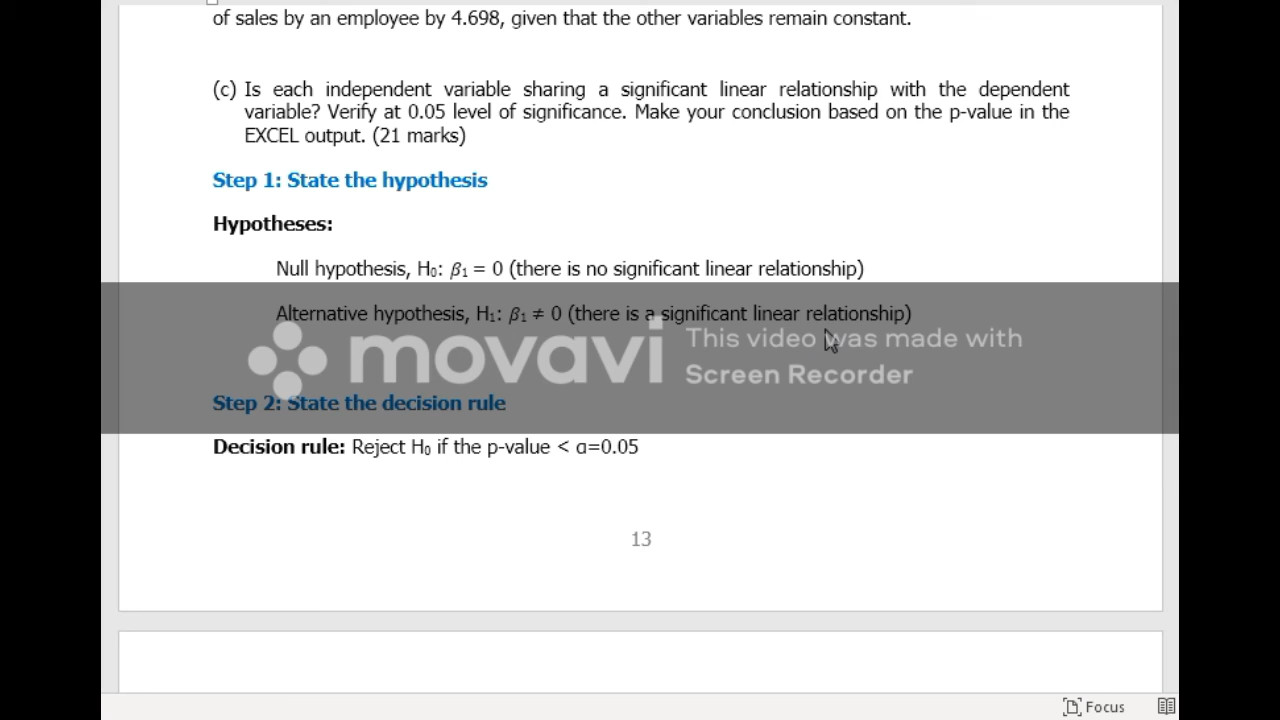 of sales by an employee by 4.698, given that the other variables remain constant.
(c) Is each independent variable sharing a significant linear relationship with the dependent
variable? Verify at 0.05 level of significance. Make your conclusion based on the p-value in the
EXCEL output. (21 marks)
Step 1: State the hypothesis
Hypotheses:
Null hypothesis, H₀: β₁ = 0 (there is no significant linear relationship)
Alternative hypothesis, H₁: β₁ ≠ 0 (there is a significant linear relationship)
movavi
This video was made with
Screen Recorder
Step 2: State the decision rule
Decision rule: Reject H₀ if the p-value < α=0.05
13
Focus